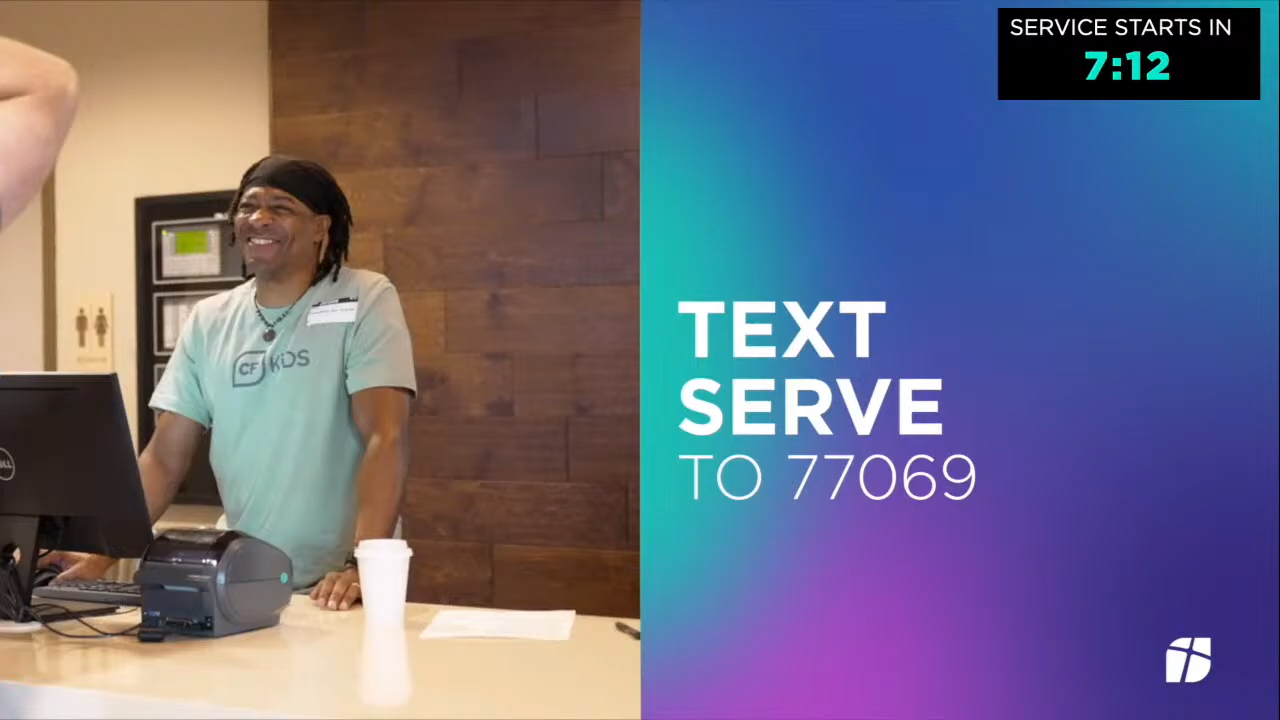 SERVICE STARTS IN
7:12
CF KiDS
TEXT
SERVE
TO 77069